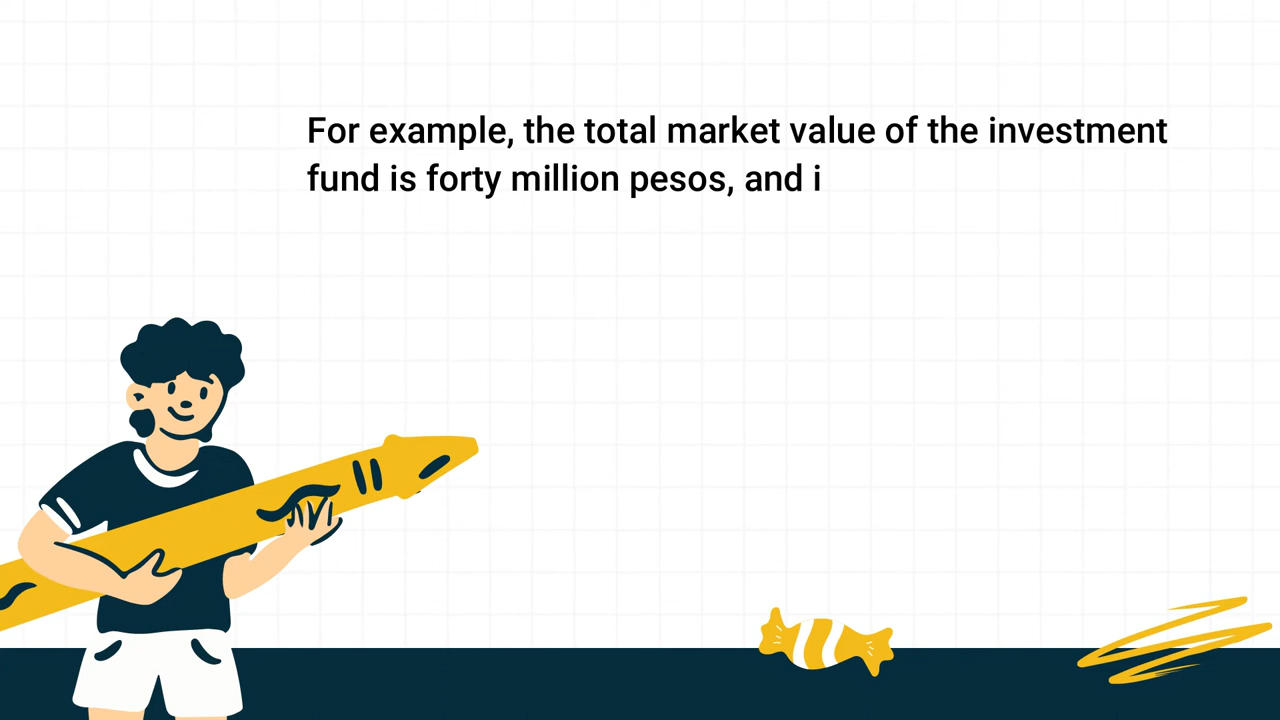 For example, the total market value of the investment
fund is forty million pesos, and i